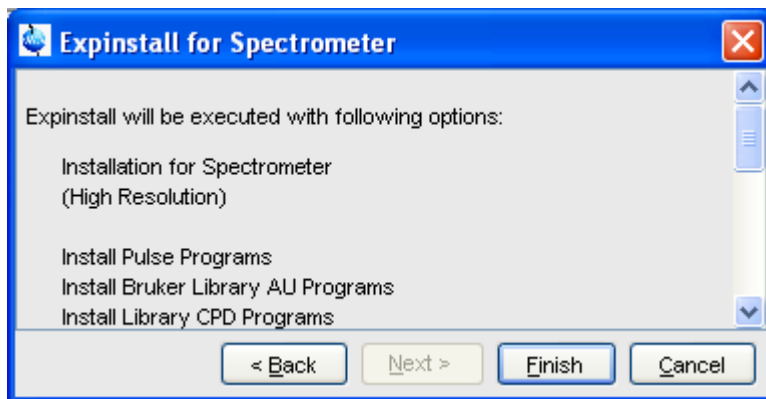 Expinstall for Spectrometer
Expinstall will be executed with following options:
Installation for Spectrometer
(High Resolution)
Install Pulse Programs
Install Bruker Library AU Programs
Install Library CPD Programs
< Back
Next >
Finish
Cancel